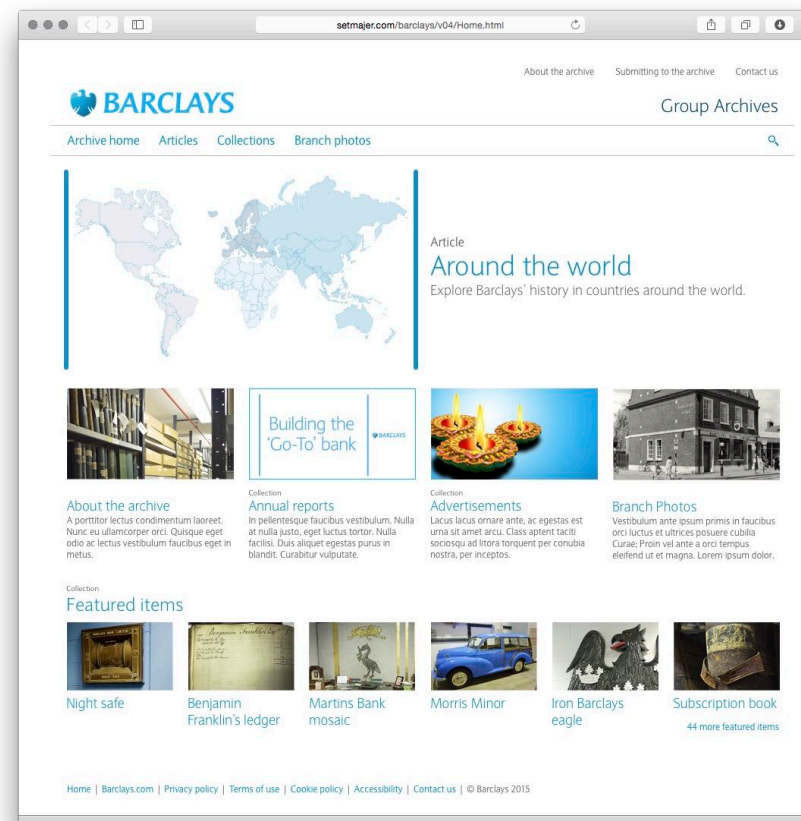 setmajer.com/barclays/v04/Home.html
About the archive Submitting to the archive Contact us
BARCLAYS
Group Archives
Archive home Articles Collections Branch photos
Article
Around the world
Explore Barclays' history in countries around the world.
Building the
'Go-To' bank
BARCLAYS
About the archive
A porttitor lectus condimentum laoreet.
Nunc eu ullamcorper orci. Quisque eget
odio ac lectus vestibulum faucibus eget in
metus.
Collection
Annual reports
In pellentesque faucibus vestibulum. Nulla
at nulla justo, eget luctus tortor. Nulla
facilisi. Duis aliquet egestas purus in
blandit. Curabitur vulputate.
Collection
Advertisements
Lacus lacus ornare ante, ac egestas est
urna sit amet arcu. Class aptent taciti
sociosqu ad litora torquent per conubia
nostra, per inceptos.
Branch Photos
Vestibulum ante ipsum primis in faucibus
orci luctus et ultrices posuere cubilia
Curae; Proin vel ante a orci tempus
eleifend ut et magna. Lorem ipsum dolor.
Collection
Featured items
Night safe
Benjamin
Franklin's ledger
Martins Bank
mosaic
Morris Minor
Iron Barclays
eagle
Subscription book
44 more featured items
Home | Barclays.com | Privacy policy | Terms of use | Cookie policy | Accessibility | Contact us | © Barclays 2015